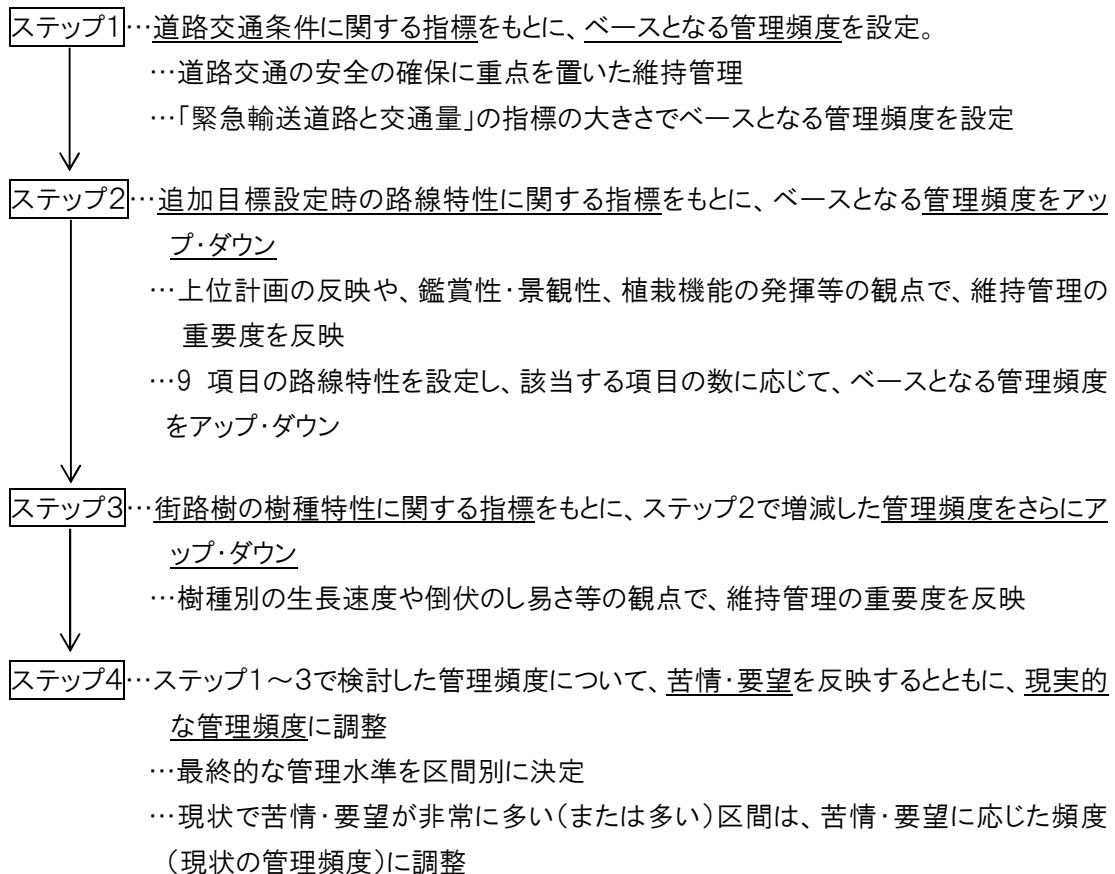 ステップ1…道路交通条件に関する指標をもとに、ベースとなる管理頻度を設定。
…道路交通の安全の確保に重点を置いた維持管理
…「緊急輸送道路と交通量」の指標の大きさでベースとなる管理頻度を設定
ステップ2…追加目標設定時の路線特性に関する指標をもとに、ベースとなる管理頻度をアッ
プ・ダウン
…上位計画の反映や、鑑賞性・景観性、植栽機能の発揮等の観点で、維持管理の
重要度を反映
…9 項目の路線特性を設定し、該当する項目の数に応じて、ベースとなる管理頻度
をアップ・ダウン
ステップ3…街路樹の樹種特性に関する指標をもとに、ステップ2で増減した管理頻度をさらにア
ップ・ダウン
…樹種別の生長速度や倒伏のし易さ等の観点で、維持管理の重要度を反映
ステップ4…ステップ1～3で検討した管理頻度について、苦情・要望を反映するとともに、現実的
な管理頻度に調整
…最終的な管理水準を区間別に決定
…現状で苦情・要望が非常に多い(または多い)区間は、苦情・要望に応じた頻度
(現状の管理頻度)に調整